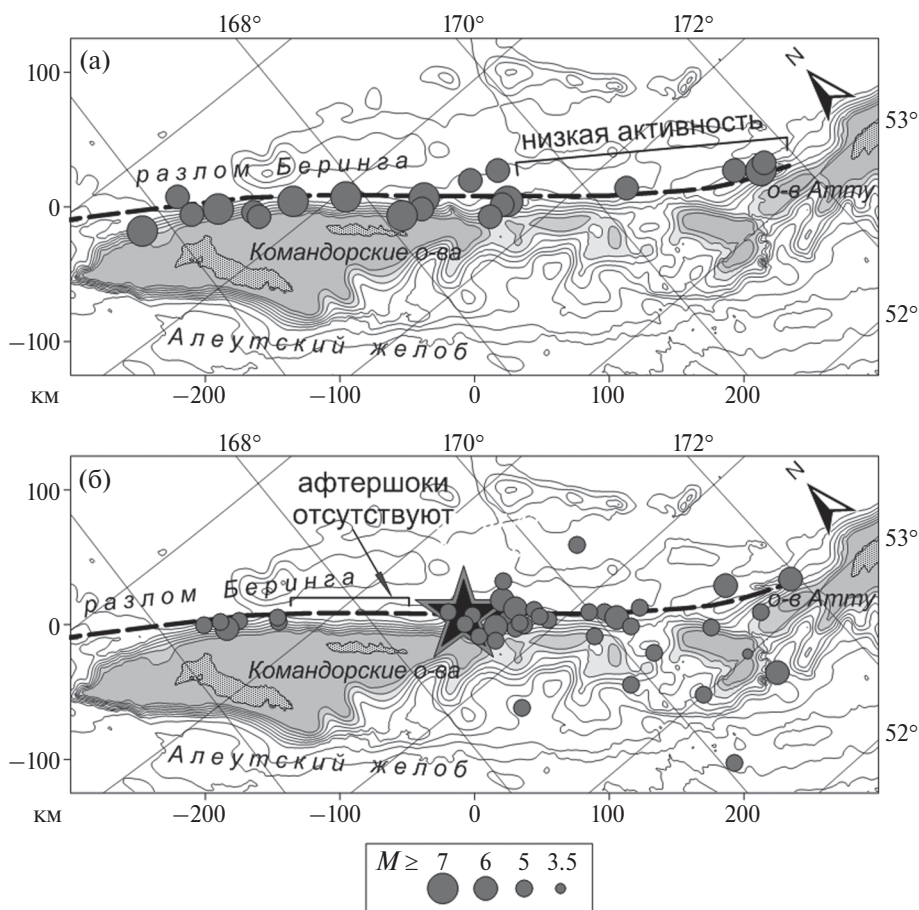 168° 170° 172°
(а)
N
100
низкая активность
53°
разлом Беринга
о-в Атту
0
Командорские о-ва
52°
Алеутский желоб
−100
км −200 −100 0 100 200
168° 170° 172°
(б)
афтершоки
отсутствуют
N
100
53°
разлом Беринга
о-в Атту
0
Командорские о-ва
52°
Алеутский желоб
−100
км −200 −100 0 100 200
M ≥ 7 6 5 3.5